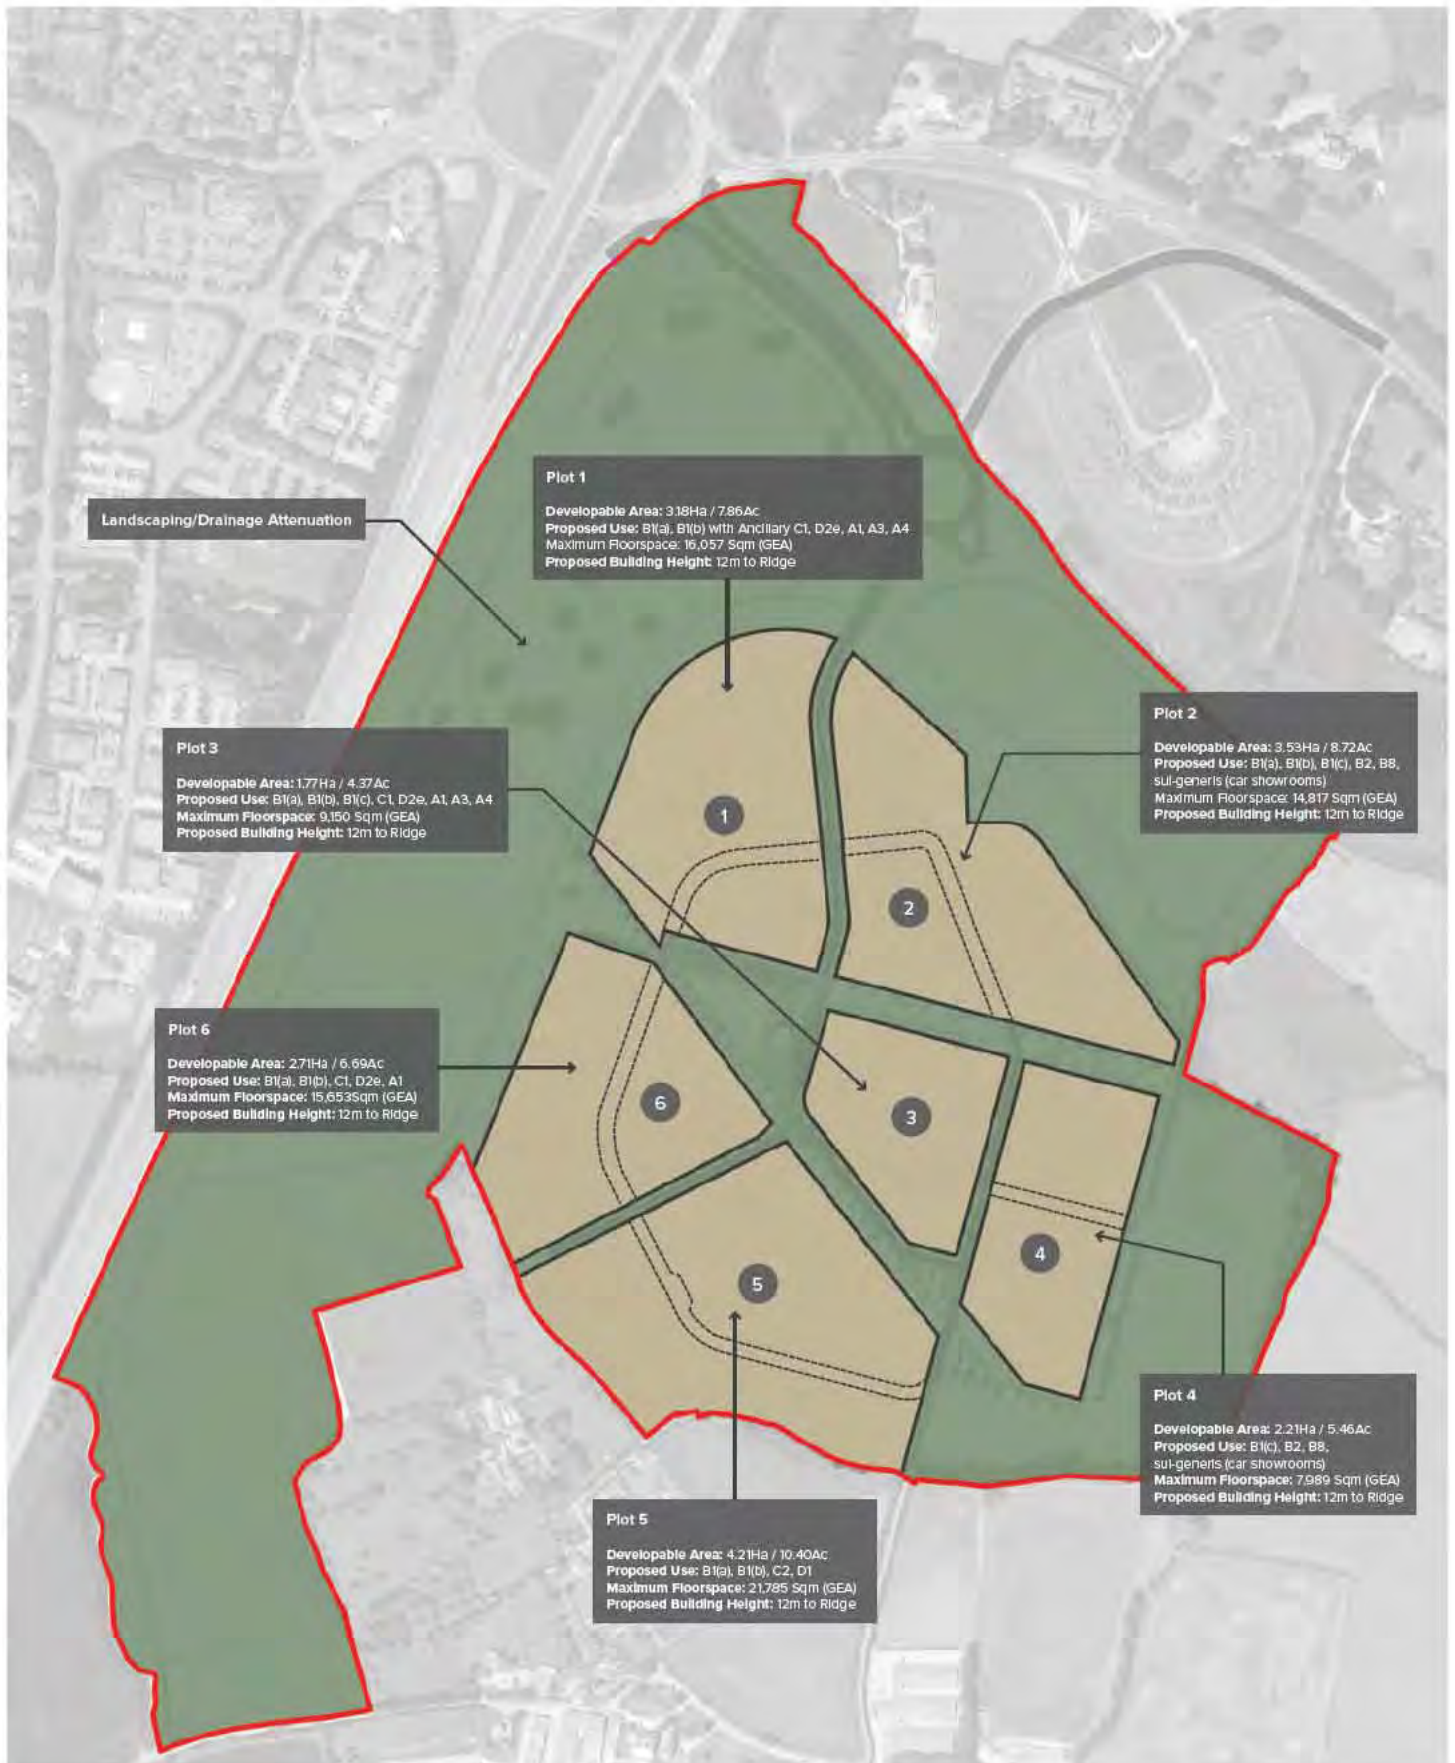 Plot 1
Developable Area: 3.18Ha / 7.86Ac
Proposed Use: B1(a), B1(b) with Ancillary C1, D2e, A1, A3, A4
Maximum Floorspace: 16,057 Sqm (GEA)
Proposed Building Height: 12m to Ridge
Landscaping/Drainage Attenuation
Plot 2
Developable Area: 3.53Ha / 8.72Ac
Proposed Use: B1(a), B1(b), B1(c), B2, B8,
sui-generis (car showrooms)
Maximum Floorspace: 14,817 Sqm (GEA)
Proposed Building Height: 12m to Ridge
Plot 3
Developable Area: 1.77Ha / 4.37Ac
Proposed Use: B1(a), B1(b), B1(c), C1, D2e, A1, A3, A4
Maximum Floorspace: 9,150 Sqm (GEA)
Proposed Building Height: 12m to Ridge
1
2
Plot 6
Developable Area: 2.71Ha / 6.69Ac
Proposed Use: B1(a), B1(b), C1, D2e, A1
Maximum Floorspace: 15,653Sqm (GEA)
Proposed Building Height: 12m to Ridge
6
3
4
5
Plot 4
Developable Area: 2.21Ha / 5.46Ac
Proposed Use: B1(c), B2, B8,
sui-generis (car showrooms)
Maximum Floorspace: 7,989 Sqm (GEA)
Proposed Building Height: 12m to Ridge
Plot 5
Developable Area: 4.21Ha / 10.40Ac
Proposed Use: B1(a), B1(b), C2, D1
Maximum Floorspace: 21,785 Sqm (GEA)
Proposed Building Height: 12m to Ridge